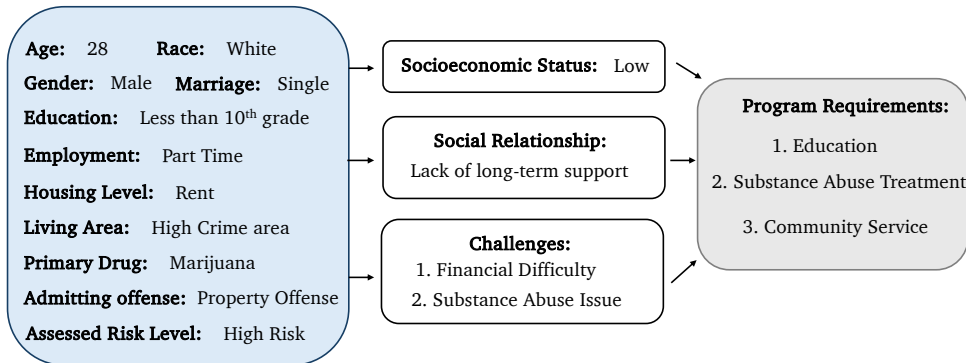 Age: 28 Race: White
Gender: Male Marriage: Single
Education: Less than 10th grade
Employment: Part Time
Housing Level: Rent
Living Area: High Crime area
Primary Drug: Marijuana
Admitting offense: Property Offense
Assessed Risk Level: High Risk
Socioeconomic Status: Low
Social Relationship:
Lack of long-term support
Challenges:
1. Financial Difficulty
2. Substance Abuse Issue
Program Requirements:
1. Education
2. Substance Abuse Treatment
3. Community Service